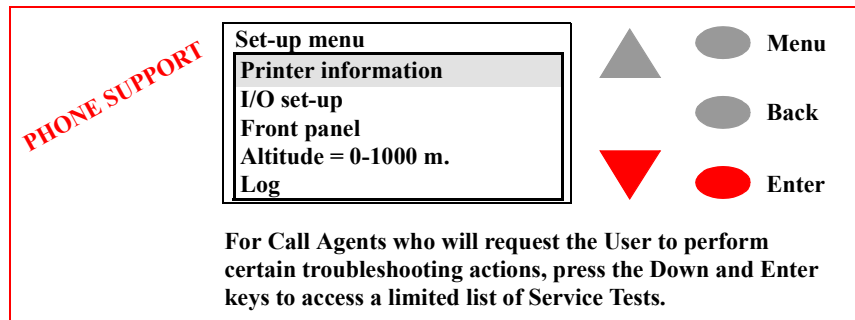 PHONE SUPPORT
Set-up menu
Printer information
I/O set-up
Front panel
Altitude = 0-1000 m.
Log
Menu
Back
Enter
For Call Agents who will request the User to perform
certain troubleshooting actions, press the Down and Enter
keys to access a limited list of Service Tests.